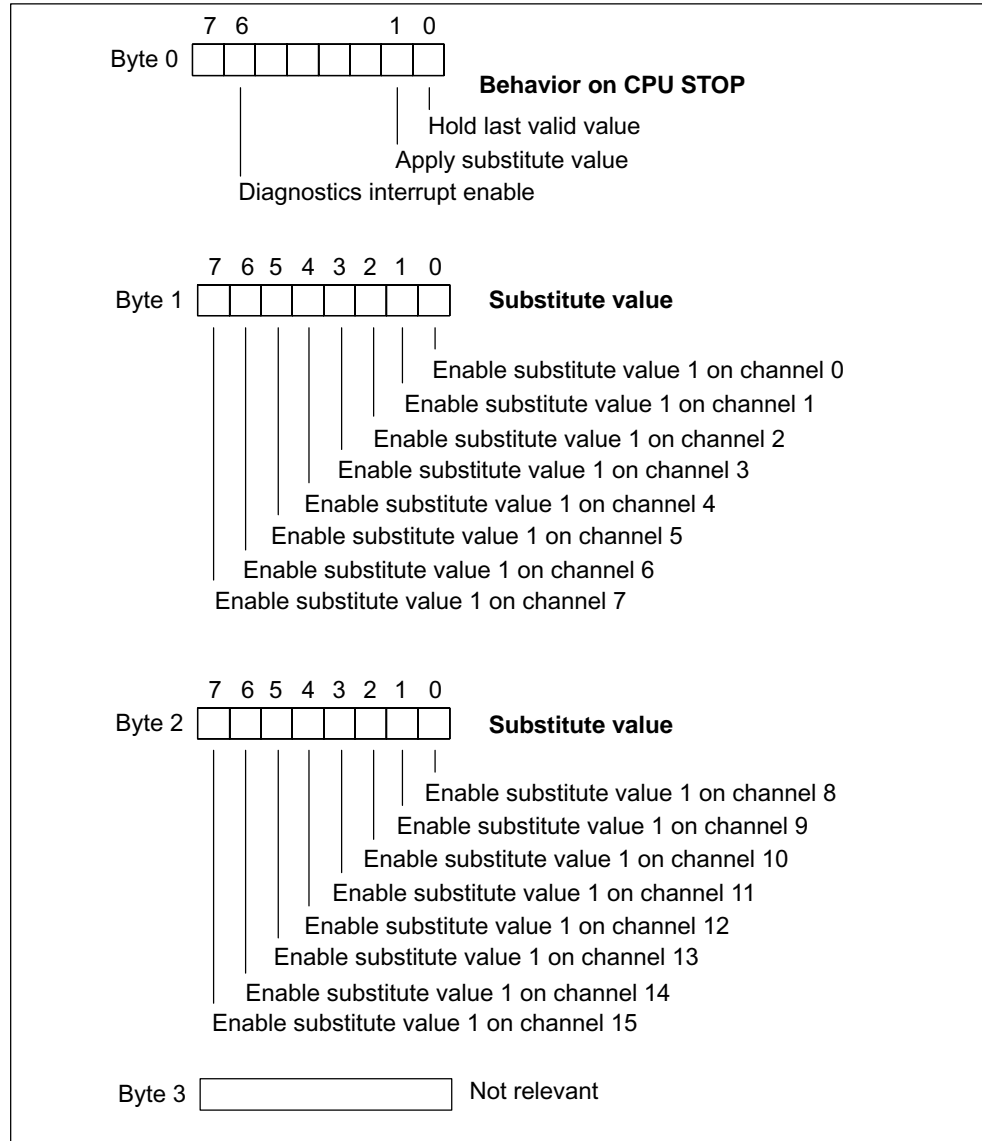 7 6 1 0
Byte 0
Behavior on CPU STOP
Hold last valid value
Apply substitute value
Diagnostics interrupt enable
7 6 5 4 3 2 1 0
Byte 1 Substitute value
Enable substitute value 1 on channel 0
Enable substitute value 1 on channel 1
Enable substitute value 1 on channel 2
Enable substitute value 1 on channel 3
Enable substitute value 1 on channel 4
Enable substitute value 1 on channel 5
Enable substitute value 1 on channel 6
Enable substitute value 1 on channel 7
7 6 5 4 3 2 1 0
Byte 2 Substitute value
Enable substitute value 1 on channel 8
Enable substitute value 1 on channel 9
Enable substitute value 1 on channel 10
Enable substitute value 1 on channel 11
Enable substitute value 1 on channel 12
Enable substitute value 1 on channel 13
Enable substitute value 1 on channel 14
Enable substitute value 1 on channel 15
Byte 3 Not relevant